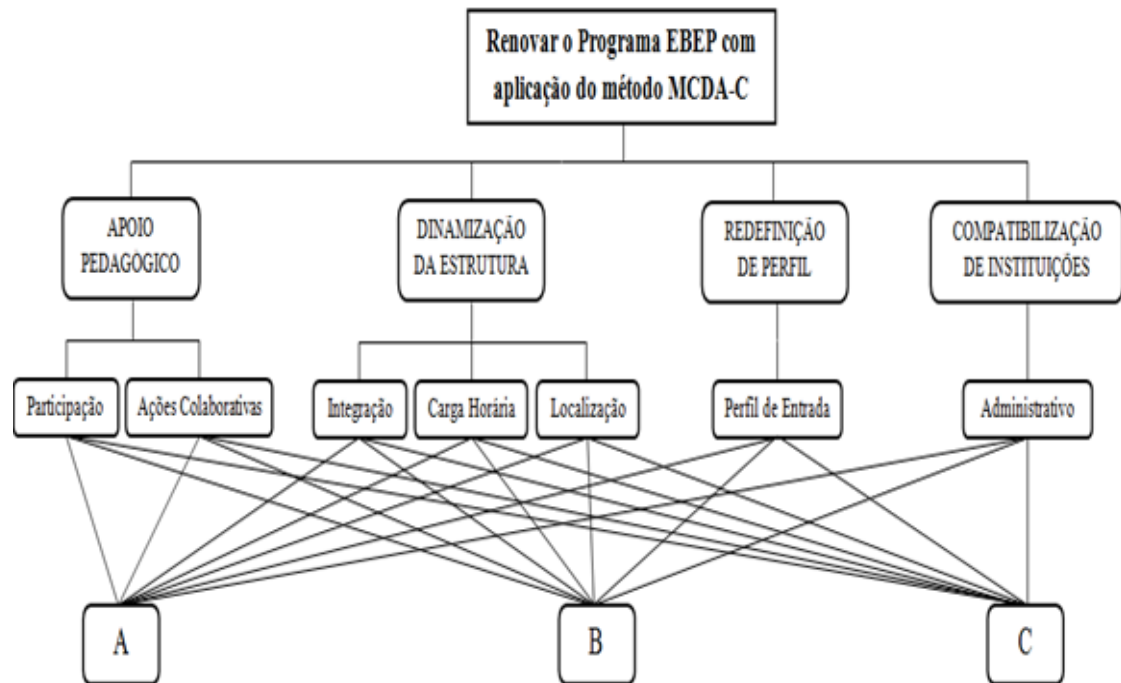 Renovar o Programa EBEP com
aplicação do método MCDA-C
APOIO
PEDAGÒGICO
DINAMIZAÇÃO
DA ESTRUTURA
REDEFINIÇÃO
DE PERFIL
COMPATIBILIZAÇÃO
DE INSTITUIÇÕES
Participação
Ações Colaborativas
Integração
Carga Horária
Localização
Perfil de Entrada
Administrativo
A
B
C